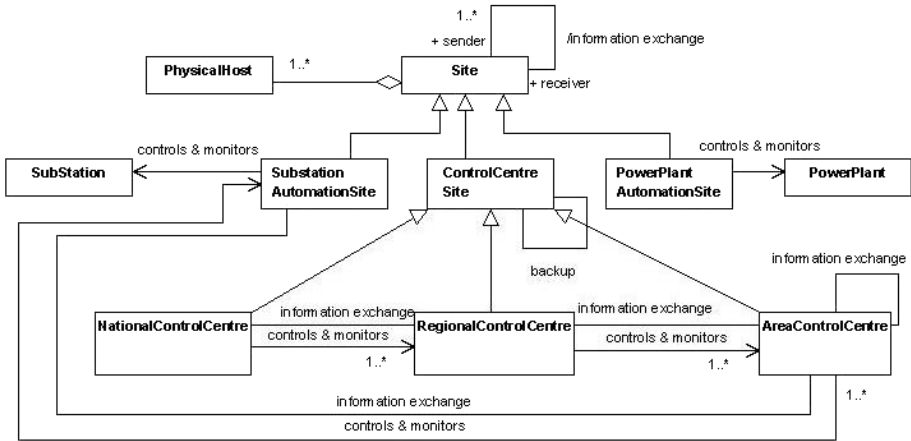 1..*
+ sender
/information exchange
PhysicalHost
1..*
Site
+ receiver
controls & monitors
controls & monitors
SubStation
Substation
AutomationSite
ControlCentre
Site
PowerPlant
AutomationSite
PowerPlant
backup
information exchange
information exchange
information exchange
NationalControlCentre
RegionalControlCentre
AreaControlCentre
controls & monitors
controls & monitors
1..*
1..*
1..*
information exchange
controls & monitors